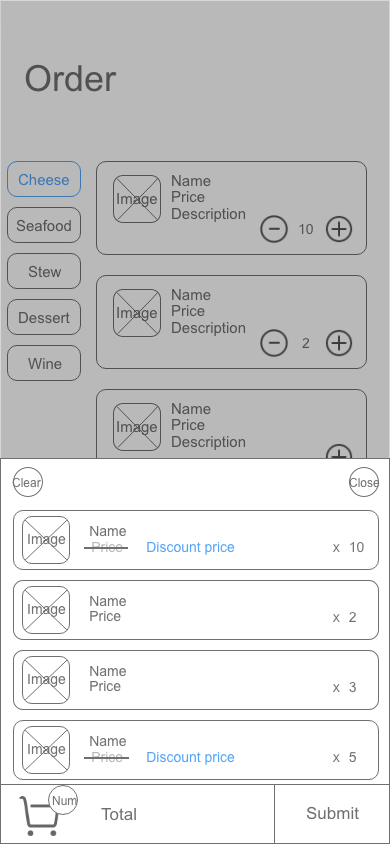 Order
Cheese
Seafood
Stew
Dessert
Wine
Image
Name
Price
Description
10
Image
Name
Price
Description
2
Image
Name
Price
Description
Clear
Close
Image
Name
Price Discount price
x 10
Image
Name
Price
x 2
Image
Name
Price
x 3
Image
Name
Price Discount price
x 5
Num
Total
Submit